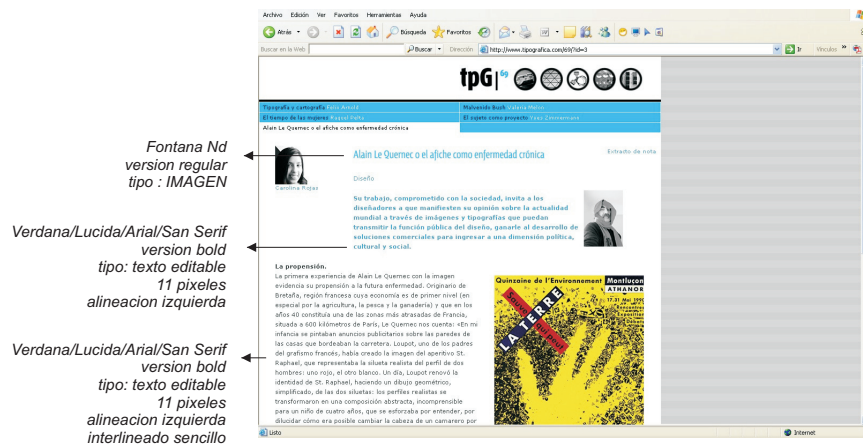 Archivo Edición Ver Favoritos Herramientas Ayuda
Atrás Búsqueda Favoritos
Buscar en la Web Buscar Dirección http://www.tipografica.com/69/?id=3 Ir Vínculos
tpG 69
Tipografía y cartografía Félix Arnold
Malvenido Bush Valeria Melon
El tiempo de las mujeres Raquel Pelta
El sujeto como proyecto Yaga Zimmermann
Alain Le Quernec o el afiche como enfermedad crónica
Fontana Nd
version regular
tipo : IMAGEN
Carolina Rojas
Alain Le Quernec o el afiche como enfermedad crónica
Extracto de nota
Diseño
Su trabajo, comprometido con la sociedad, invita a los
diseñadores a que manifiesten su opinión sobre la actualidad
mundial a través de imágenes y tipografías que puedan
transmitir la función pública del diseño, ganarle al desarrollo de
soluciones comerciales para ingresar a una dimensión política,
cultural y social.
Verdana/Lucida/Arial/San Serif
version bold
tipo: texto editable
11 pixeles
alineacion izquierda
La propensión.
La primera experiencia de Alain Le Quernec con la imagen
evidencia su propensión a la futura enfermedad. Originario de
Bretaña, región francesa cuya economía es de primer nivel (en
especial por la agricultura, la pesca y la ganadería) y que en los
años 40 constituía una de las zonas más atrasadas de Francia,
situada a 600 kilómetros de París, Le Quernec nos cuenta: «En mi
infancia se pintaban anuncios publicitarios sobre las paredes de
las casas que bordeaban la carretera. Loupot, uno de los padres
del grafismo francés, había creado la imagen del aperitivo St.
Raphael, que representaba la silueta realista del perfil de dos
hombres: uno rojo, el otro blanco. Un día, Loupot renovó la
identidad de St. Raphael, haciendo un dibujo geométrico,
simplificado, de las dos siluetas: los perfiles realistas se
transformaron en una composición abstracta, incomprensible
para un niño de cuatro años, que se esforzaba por entender, por
dilucidar cómo era posible cambiar la cabeza de un camarero por
Quinzaine de l'Environnement Montluçon
ATHANOR
17.31 Mai 1990
Sauve qui peut
LA TERRE
Verdana/Lucida/Arial/San Serif
version bold
tipo: texto editable
11 pixeles
alineacion izquierda
interlineado sencillo
Listo
Internet